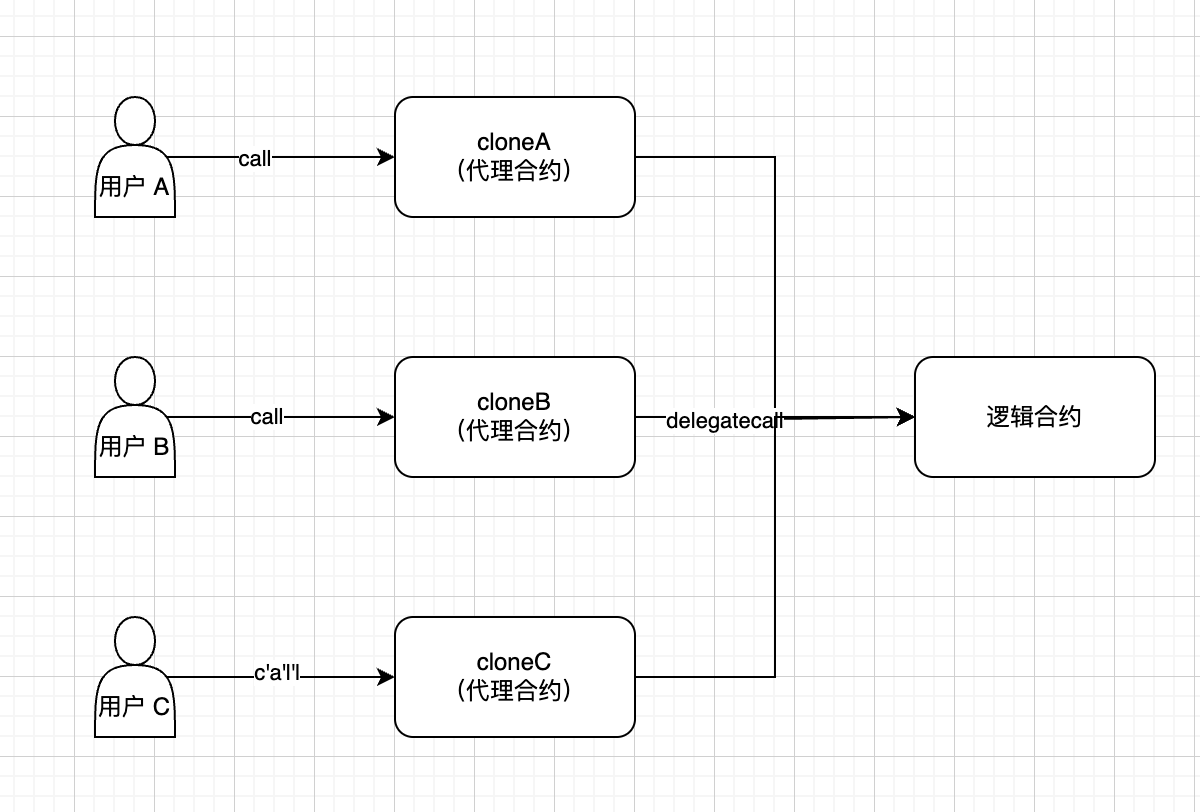 用户 A
call
cloneA
(代理合约)
用户 B
call
cloneB
(代理合约)
delegatecall
逻辑合约
用户 C
c'a'l'l
cloneC
(代理合约)